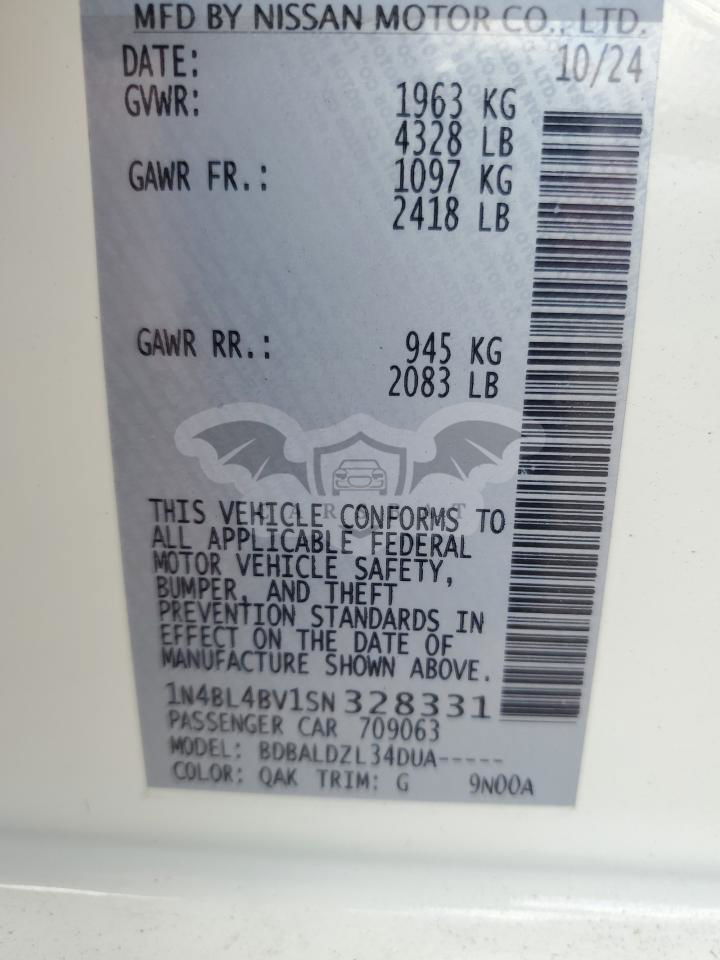 MFD BY NISSAN MOTOR CO., LTD.
DATE: 10/24
GVWR: 1963 KG
4328 LB
GAWR FR.: 1097 KG
2418 LB
GAWR RR.: 945 KG
2083 LB
THIS VEHICLE CONFORMS TO
ALL APPLICABLE FEDERAL
MOTOR VEHICLE SAFETY,
BUMPER, AND THEFT
PREVENTION STANDARDS IN
EFFECT ON THE DATE OF
MANUFACTURE SHOWN ABOVE.
1N4BL4BV1SN328331
PASSENGER CAR 709063
MODEL: BDBALDZL34DUA-----
COLOR: QAK TRIM: G 9N00A